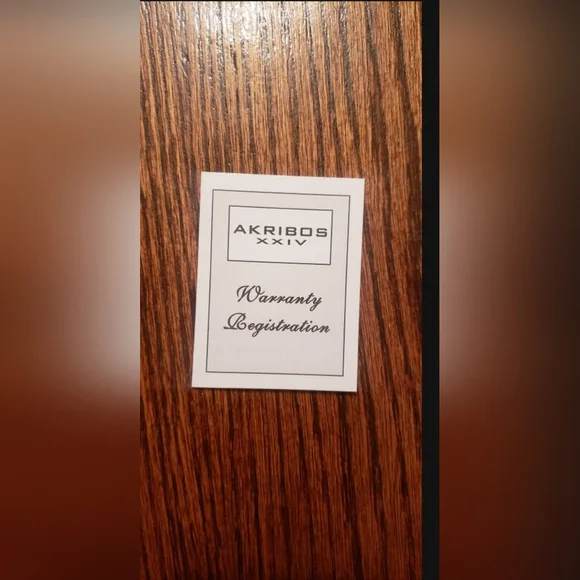 AKRIBOS
XXIV
Warranty
Registration